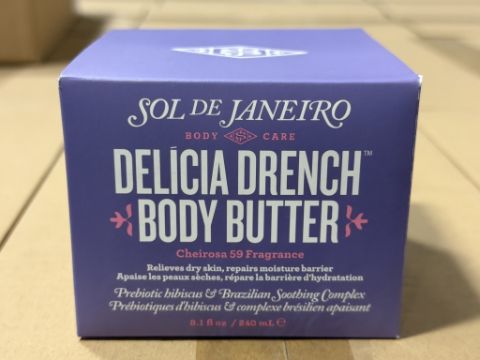 SOL DE JANEIRO
BODY CARE
DELÍCIA DRENCH™
BODY BUTTER
Cheirosa 59 Fragrance
Relieves dry skin, repairs moisture barrier
Apaise les peaux sèches, répare la barrière d'hydratation
Prebiotic hibiscus & Brazilian Soothing Complex
Prébiotiques d'hibiscus & complexe brésilien apaisant
8.1 fl oz / 240 mL ℮